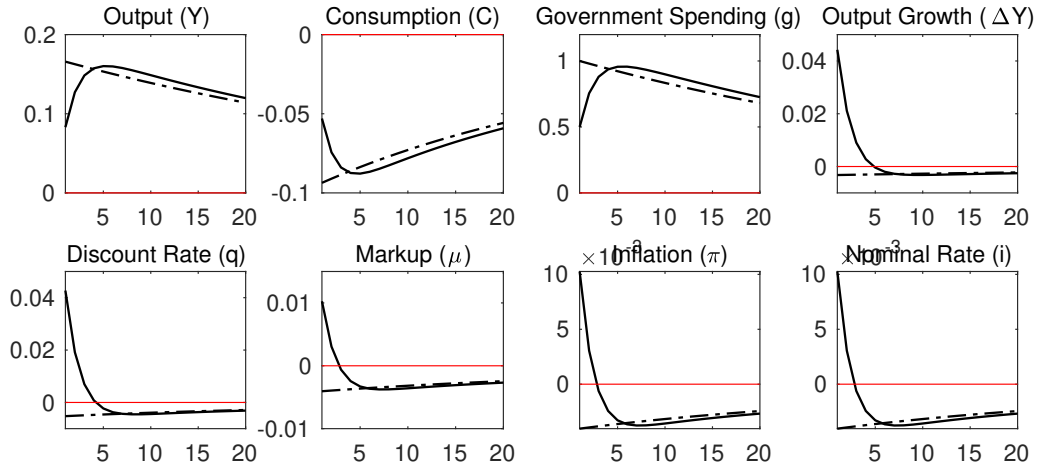 Output (Y)
Consumption (C)
Government Spending (g)
Output Growth ( ΔY)
0.2
0.1
0
5 10 15 20
0
-0.05
-0.1
5 10 15 20
1
0.5
0
5 10 15 20
0.04
0.02
0
5 10 15 20
Discount Rate (q)
Markup (μ)
Inflation (π)
Nominal Rate (i)
0.04
0.02
0
5 10 15 20
0.01
0
-0.01
5 10 15 20
10
5
0
5 10 15 20
×10-3
10
5
0
5 10 15 20